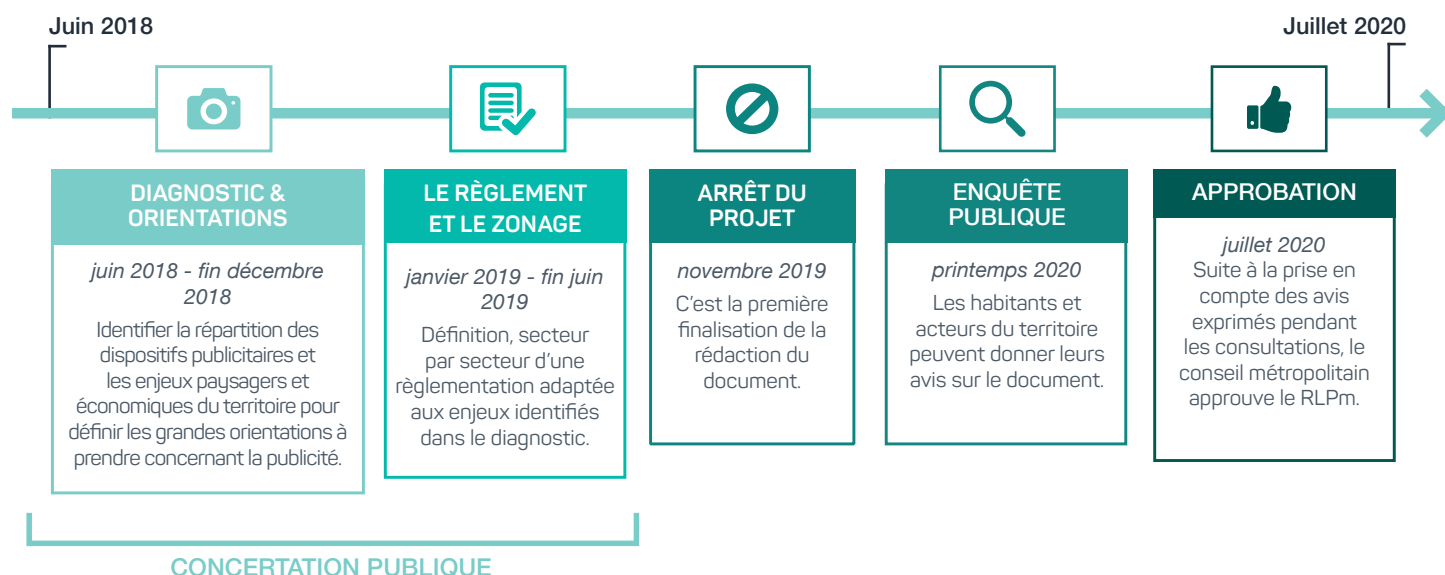 Juin 2018
Juillet 2020
DIAGNOSTIC &
ORIENTATIONS
juin 2018 - fin décembre
2018
Identifier la répartition des
dispositifs publicitaires et
les enjeux paysagers et
économiques du territoire pour
définir les grandes orientations à
prendre concernant la publicité.
LE RÈGLEMENT
ET LE ZONAGE
janvier 2019 - fin juin
2019
Définition, secteur
par secteur d'une
règlementation adaptée
aux enjeux identifiés
dans le diagnostic.
ARRÊT DU
PROJET
novembre 2019
C'est la première
finalisation de la
rédaction du
document.
ENQUÊTE
PUBLIQUE
printemps 2020
Les habitants et
acteurs du territoire
peuvent donner leurs
avis sur le document.
APPROBATION
juillet 2020
Suite à la prise en
compte des avis
exprimés pendant
les consultations, le
conseil métropolitain
approuve le RLPm.
CONCERTATION PUBLIQUE